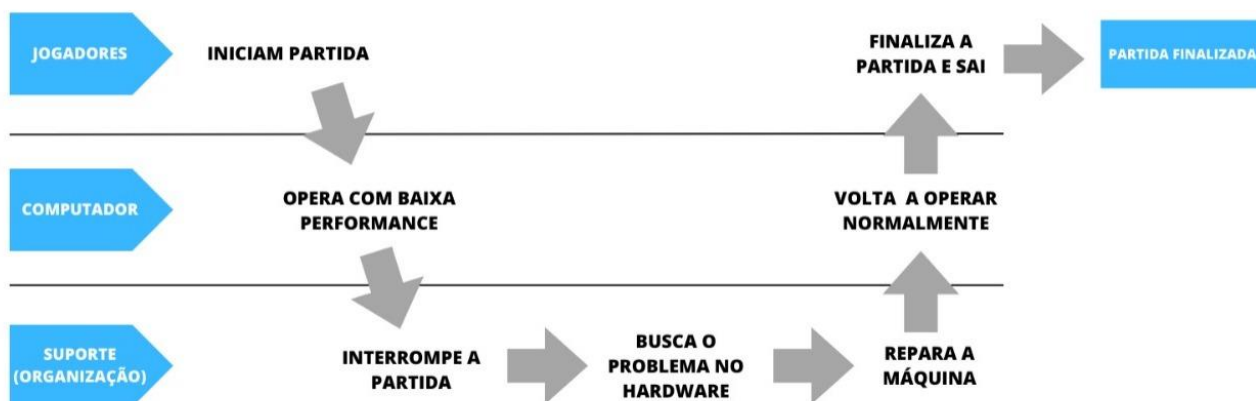 JOGADORES
INICIAM PARTIDA
FINALIZA A
PARTIDA E SAI
PARTIDA FINALIZADA
COMPUTADOR
OPERA COM BAIXA
PERFORMANCE
VOLTA A OPERAR
NORMALMENTE
SUPORTE
(ORGANIZAÇÃO)
INTERROMPE A
PARTIDA
BUSCA O
PROBLEMA NO
HARDWARE
REPARA A
MÁQUINA